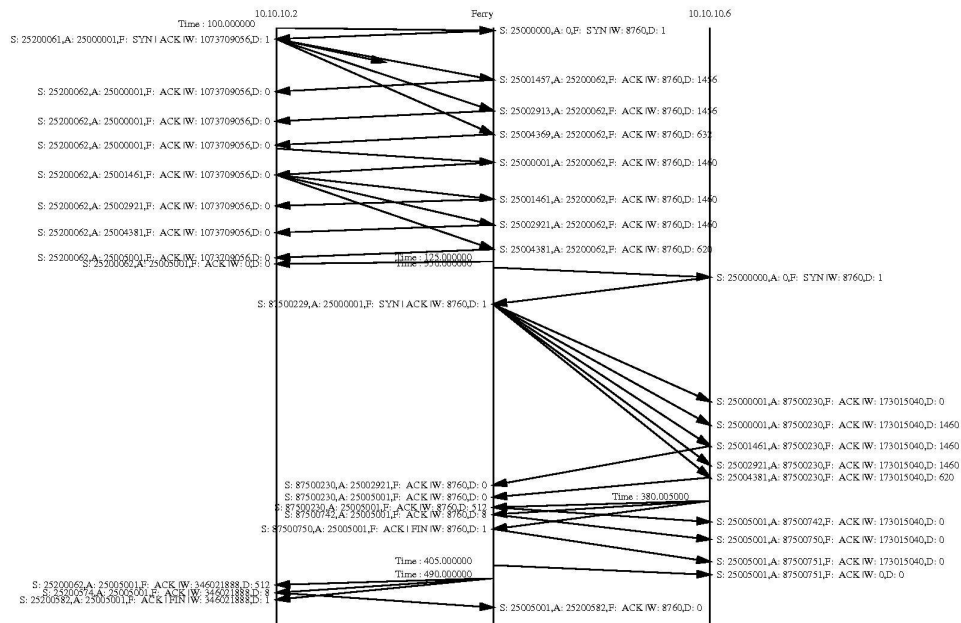 10.10.10.2 Ferry 10.10.10.6
Time : 100.000000
S: 25000000,A: 0,F: SYN |W: 8760,D: 1
S: 25200061,A: 25000001,F: SYN | ACK |W: 1073709056,D: 1
S: 25001457,A: 25200062,F: ACK |W: 8760,D: 1456
S: 25200062,A: 25000001,F: ACK |W: 1073709056,D: 0
S: 25002913,A: 25200062,F: ACK |W: 8760,D: 1456
S: 25200062,A: 25000001,F: ACK |W: 1073709056,D: 0
S: 25004369,A: 25200062,F: ACK |W: 8760,D: 632
S: 25200062,A: 25000001,F: ACK |W: 1073709056,D: 0
S: 25000001,A: 25200062,F: ACK |W: 8760,D: 1460
S: 25200062,A: 25001461,F: ACK |W: 1073709056,D: 0
S: 25001461,A: 25200062,F: ACK |W: 8760,D: 1460
S: 25200062,A: 25002921,F: ACK |W: 1073709056,D: 0
S: 25002921,A: 25200062,F: ACK |W: 8760,D: 1460
S: 25200062,A: 25004381,F: ACK |W: 1073709056,D: 0
S: 25004381,A: 25200062,F: ACK |W: 8760,D: 620
S: 25200062,A: 25005001,F: ACK |W: 1073709056,D: 0
Time : 125.000000
S: 25200062,A: 25005001,F: ACK |W: 0,D: 0
S: 25000000,A: 0,F: SYN |W: 8760,D: 1
S: 87500229,A: 25000001,F: SYN | ACK |W: 8760,D: 1
S: 25000001,A: 87500230,F: ACK |W: 173015040,D: 0
S: 25000001,A: 87500230,F: ACK |W: 173015040,D: 1460
S: 25001461,A: 87500230,F: ACK |W: 173015040,D: 1460
S: 25002921,A: 87500230,F: ACK |W: 173015040,D: 1460
S: 25004381,A: 87500230,F: ACK |W: 173015040,D: 620
S: 87500230,A: 25002921,F: ACK |W: 8760,D: 0
S: 87500230,A: 25005001,F: ACK |W: 8760,D: 0
Time : 380.005000
S: 87500230,A: 25005001,F: ACK |W: 8760,D: 512
S: 87500742,A: 25005001,F: ACK |W: 8760,D: 8
S: 25005001,A: 87500742,F: ACK |W: 173015040,D: 0
S: 87500750,A: 25005001,F: ACK | FIN |W: 8760,D: 1
S: 25005001,A: 87500750,F: ACK |W: 173015040,D: 0
Time : 405.000000
S: 25005001,A: 87500751,F: ACK |W: 173015040,D: 0
Time : 490.000000
S: 25005001,A: 87500751,F: ACK |W: 0,D: 0
S: 25200062,A: 25005001,F: ACK |W: 346021888,D: 512
S: 25200574,A: 25005001,F: ACK |W: 346021888,D: 8
S: 25200582,A: 25005001,F: ACK | FIN |W: 346021888,D: 1
S: 25005001,A: 25200582,F: ACK |W: 8760,D: 0